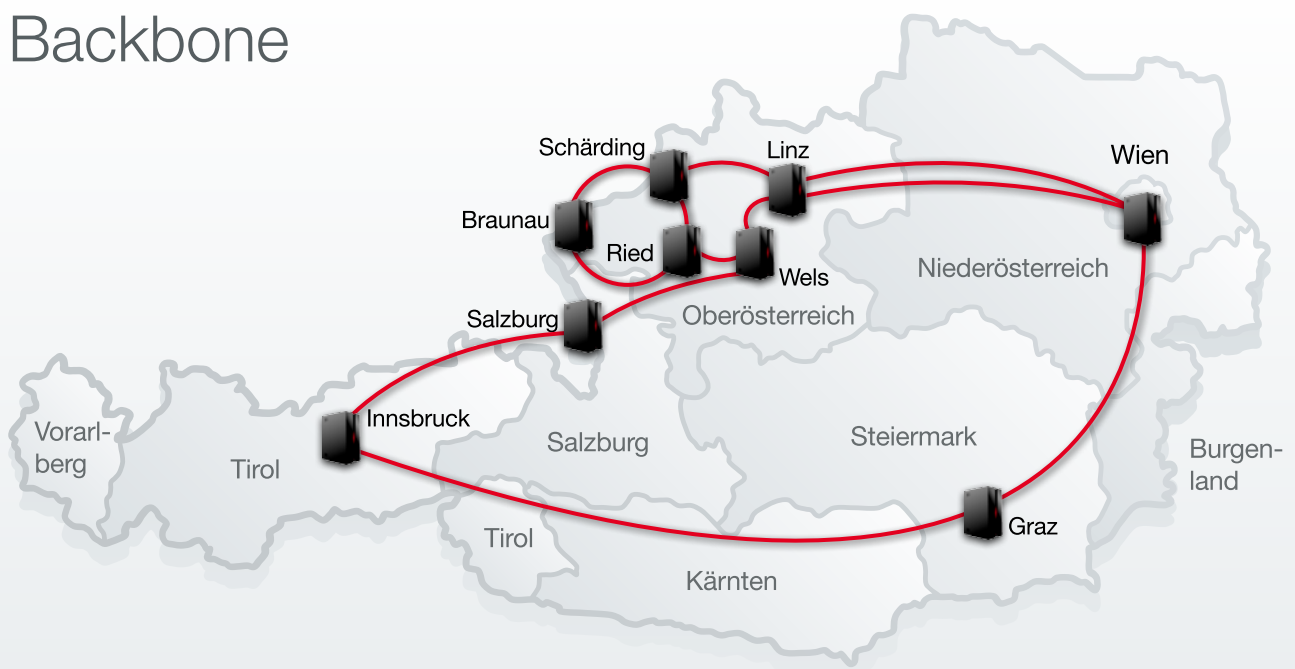 Backbone
Schärding
Linz
Wien
Braunau
Ried
Wels
Niederösterreich
Salzburg
Oberösterreich
Innsbruck
Vorarl-
berg
Tirol
Salzburg
Steiermark
Burgen-
land
Graz
Tirol
Kärnten